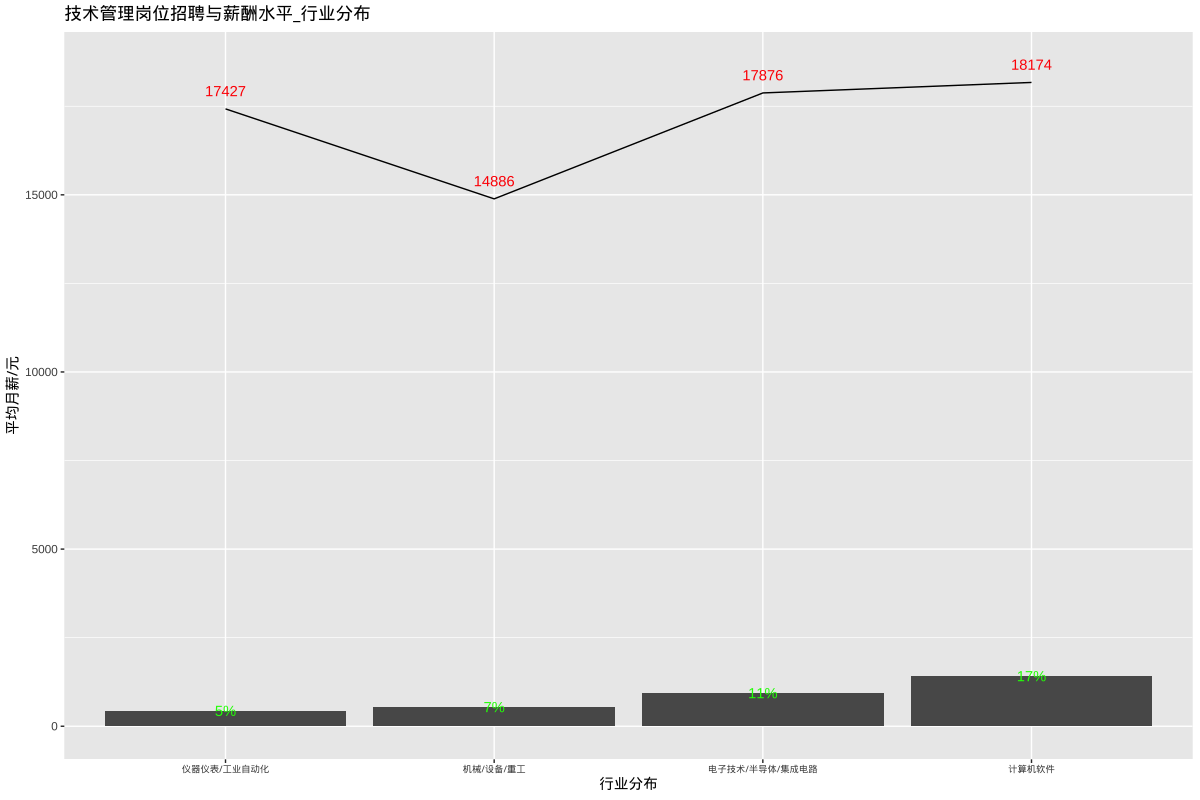 技术管理岗位招聘与薪酬水平_行业分布
17427
14886
17876
18174
平均月薪/元
15000
10000
5000
0
5%
7%
11%
17%
仪器仪表/工业自动化
机械/设备/重工
电子技术/半导体/集成电路
计算机软件
行业分布